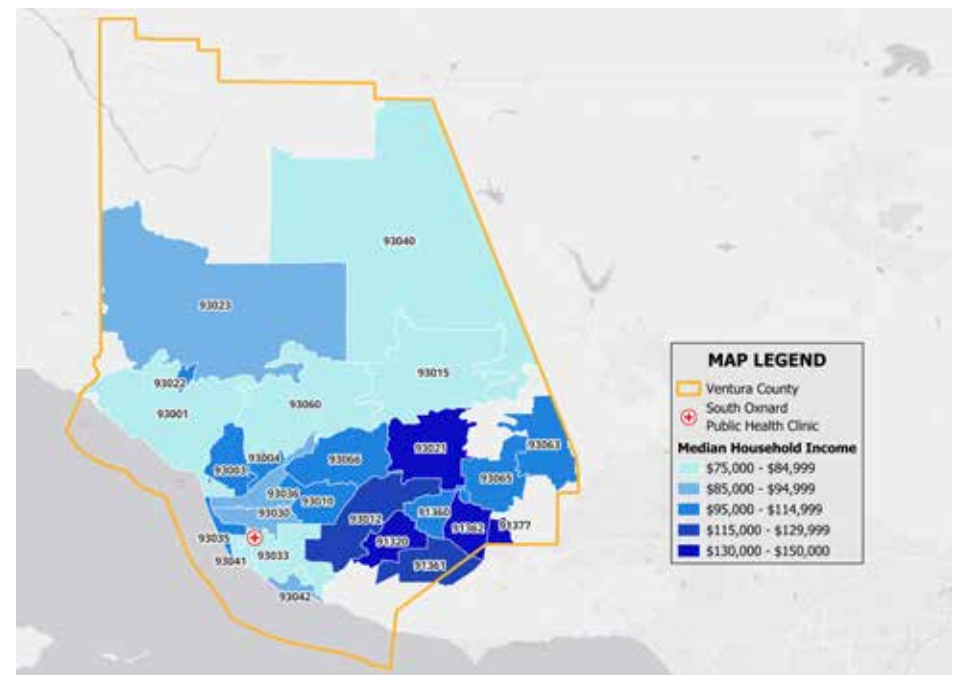 93040
93023
93015
93022
93001
93060
93021
93063
93004
93003
93066
93065
93036
93010
93030
93012
91360
91362
91377
93035
93033
91320
93041
91361
93042
MAP LEGEND
Ventura County
South Oxnard
Public Health Clinic
Median Household Income
$75,000 - $84,999
$85,000 - $94,999
$95,000 - $114,999
$115,000 - $129,999
$130,000 - $150,000